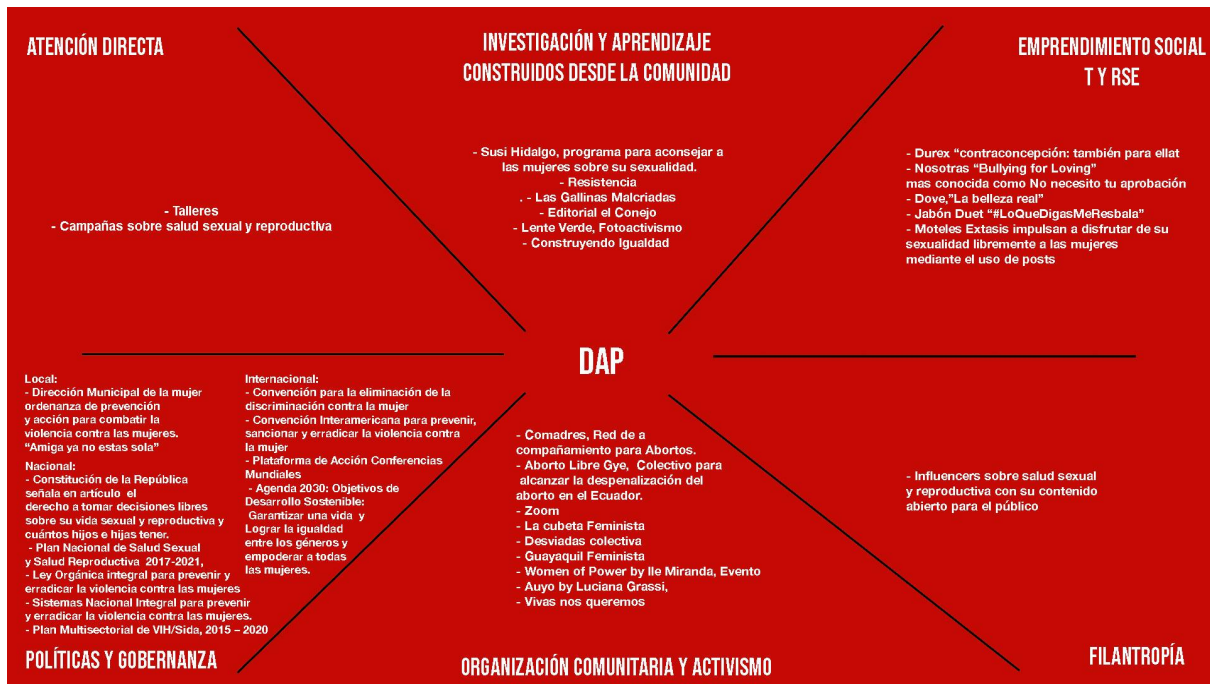 ATENCIÓN DIRECTA
- Talleres
- Campañas sobre salud sexual y reproductiva
INVESTIGACIÓN Y APRENDIZAJE
CONSTRUIDOS DESDE LA COMUNIDAD
- Susi Hidalgo, programa para aconsejar a
las mujeres sobre su sexualidad.
- Resistencia
. - Las Gallinas Malcriadas
- Editorial el Conejo
- Lente Verde, Fotoactivismo
- Construyendo Igualdad
EMPRENDIMIENTO SOCIAL
T Y RSE
- Durex “contraconcepción: también para ellat
- Nosotras “Bullying for Loving”
mas conocida como No necesito tu aprobación
- Dove,”La belleza real”
- Jabón Duet “#LoQueDigasMeResbala”
- Moteles Extasis impulsan a disfrutar de su
sexualidad libremente a las mujeres
mediante el uso de posts
DAP
Local:
- Dirección Municipal de la mujer
ordenanza de prevención
y acción para combatir la
violencia contra las mujeres.
“Amiga ya no estas sola”
Nacional:
- Constitución de la República
señala en artículo el
derecho a tomar decisiones libres
sobre su vida sexual y reproductiva y
cuántos hijos e hijas tener.
- Plan Nacional de Salud Sexual
y Salud Reproductiva 2017-2021,
- Ley Orgánica integral para prevenir y
erradicar la violencia contra las mujeres
- Sistemas Nacional Integral para prevenir
y erradicar la violencia contra las mujeres.
- Plan Multisectorial de VIH/Sida, 2015 – 2020
Internacional:
- Convención para la eliminación de la
discriminación contra la mujer
- Convención Interamericana para prevenir,
sancionar y erradicar la violencia contra
la mujer
- Plataforma de Acción Conferencias
Mundiales
- Agenda 2030: Objetivos de
Desarrollo Sostenible:
Garantizar una vida y
Lograr la igualdad
entre los géneros y
empoderar a todas
las mujeres.
POLÍTICAS Y GOBERNANZA
- Comadres, Red de a
compañamiento para Abortos.
- Aborto Libre Gye, Colectivo para
alcanzar la despenalización del
aborto en el Ecuador.
- Zoom
- La cubeta Feminista
- Desviadas colectiva
- Guayaquil Feminista
- Women of Power by Ile Miranda, Evento
- Auyo by Luciana Grassi,
- Vivas nos queremos
ORGANIZACIÓN COMUNITARIA Y ACTIVISMO
- Influencers sobre salud sexual
y reproductiva con su contenido
abierto para el público
FILANTROPÍA